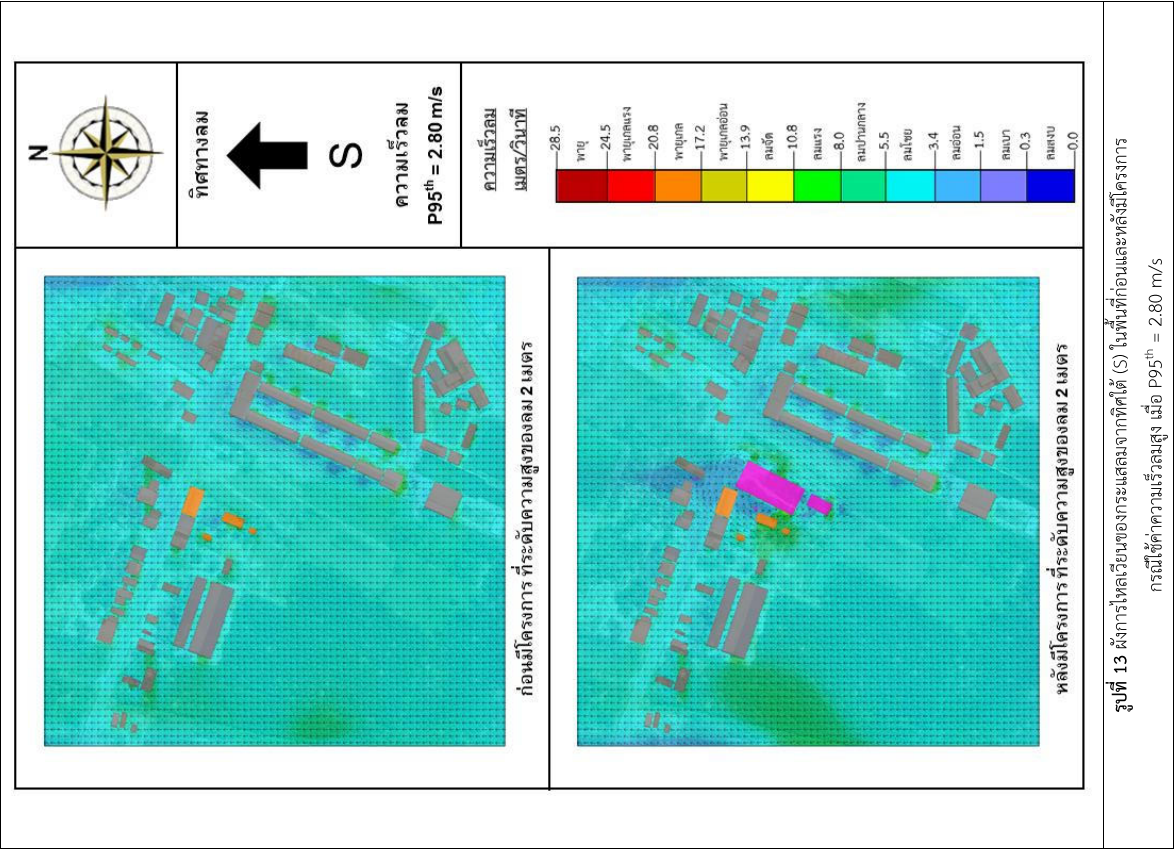 N
ทิศทางลม
S
ความเร็วลม
P95th = 2.80 m/s
ความเร็วลม
เมตร/วินาที
28.5
พายุ
24.5
พายุเกลแรง
20.8
พายุเกล
17.2
พายุเกลอ่อน
13.9
ลมจัด
10.8
ลมแรง
8.0
ลมปานกลาง
5.5
ลมโชย
3.4
ลมอ่อน
1.5
ลมเบา
0.3
ลมสงบ
0.0
ก่อนมีโครงการ ที่ระดับความสูงของลม 2 เมตร
หลังมีโครงการ ที่ระดับความสูงของลม 2 เมตร
รูปที่ 13 ผังการไหลเวียนของกระแสลมจากทิศใต้ (S) ในพื้นที่ก่อนและหลังมีโครงการ
กรณีใช้ค่าความเร็วลมสูง เมื่อ P95th = 2.80 m/s